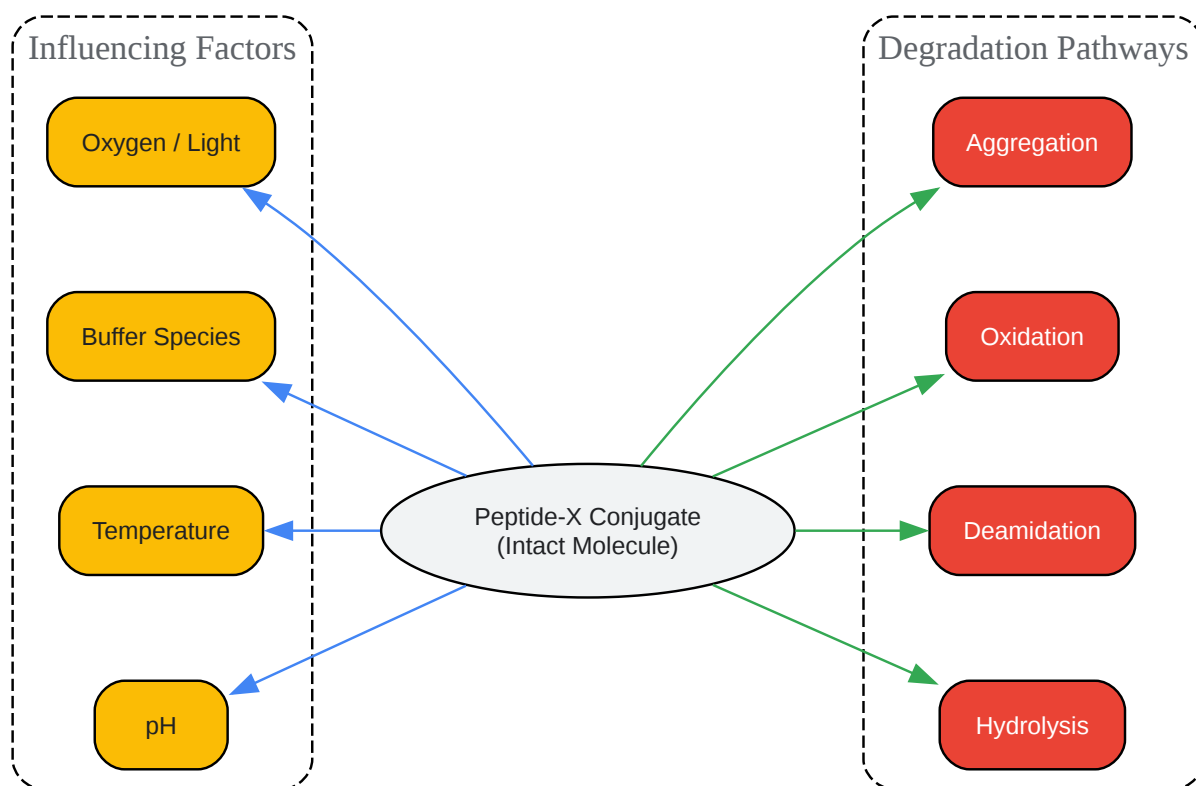 Influencing Factors
Oxygen / Light
Buffer Species
Temperature
pH
Peptide-X Conjugate
(Intact Molecule)
Degradation Pathways
Aggregation
Oxidation
Deamidation
Hydrolysis